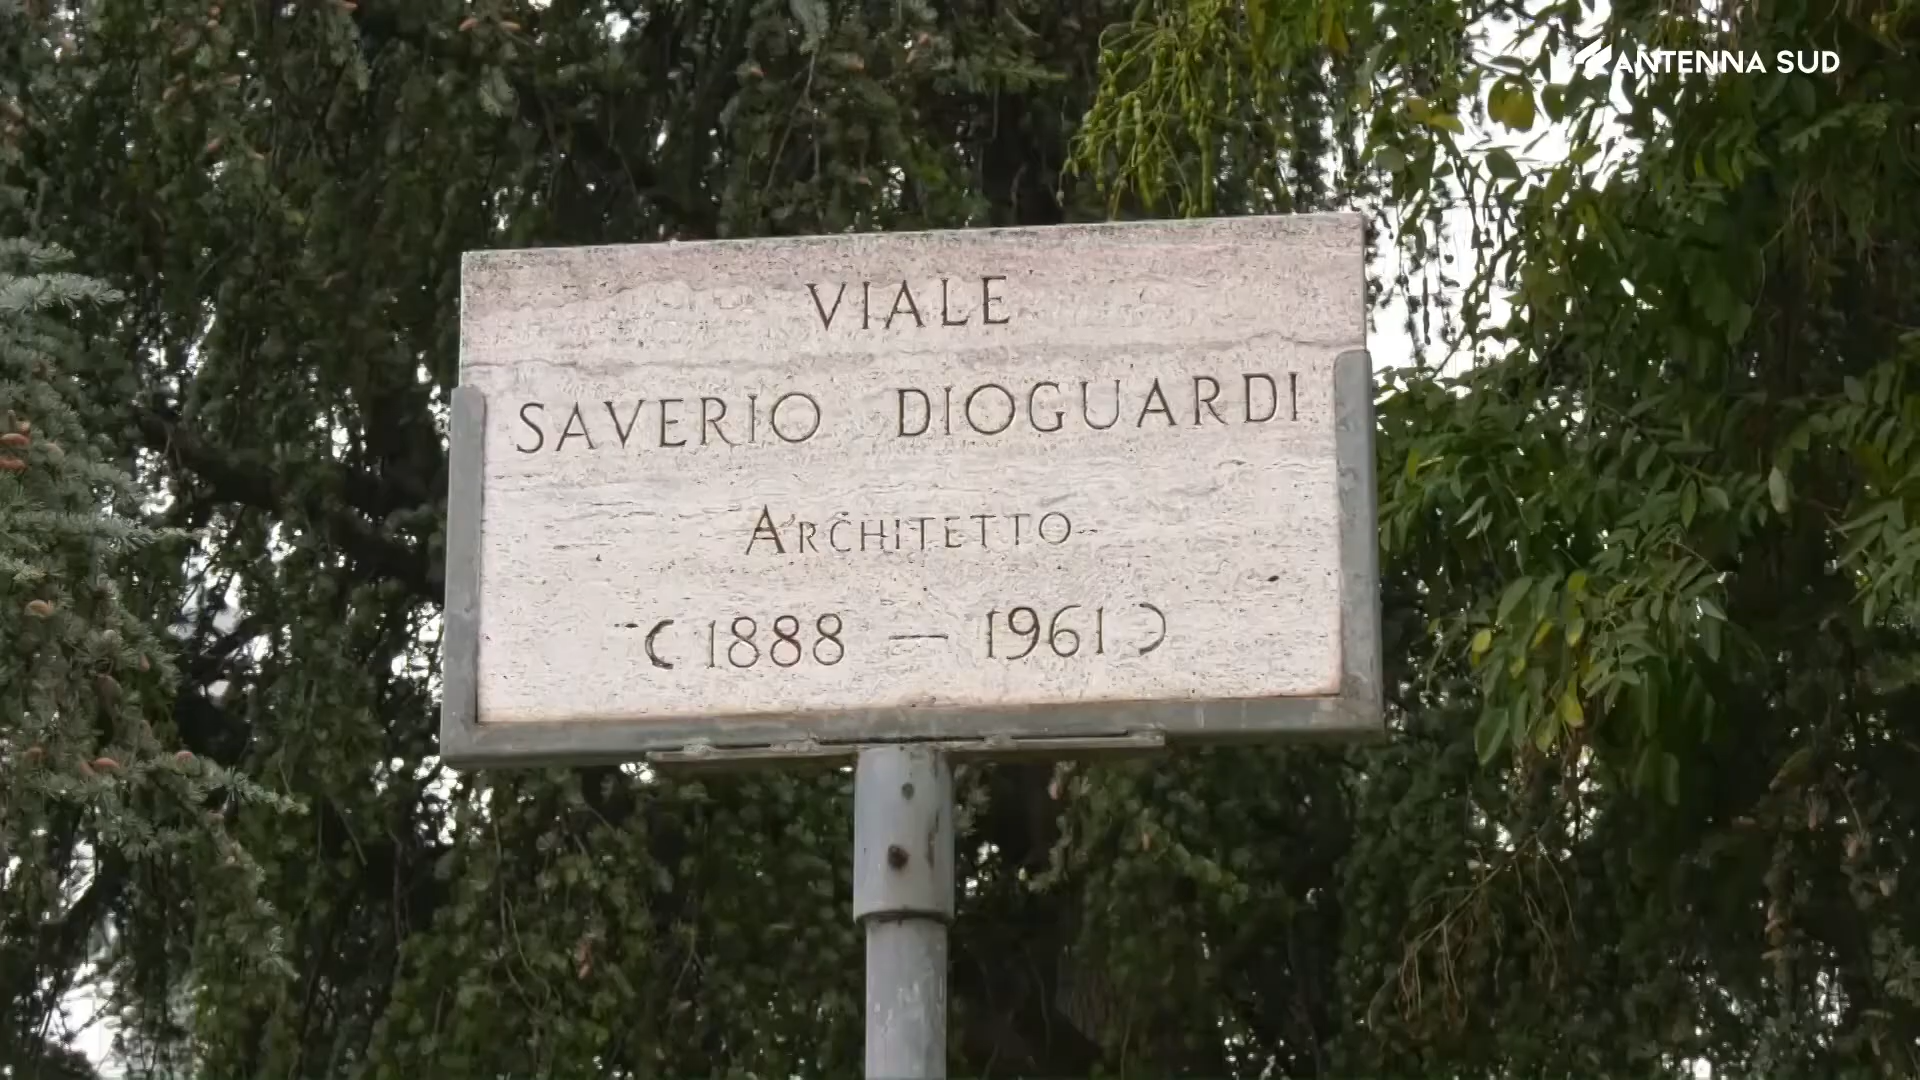 ANTENNA SUD
VIALE
SAVERIO DIOGUARDI
ARCHITETTO
(1888 — 1961)